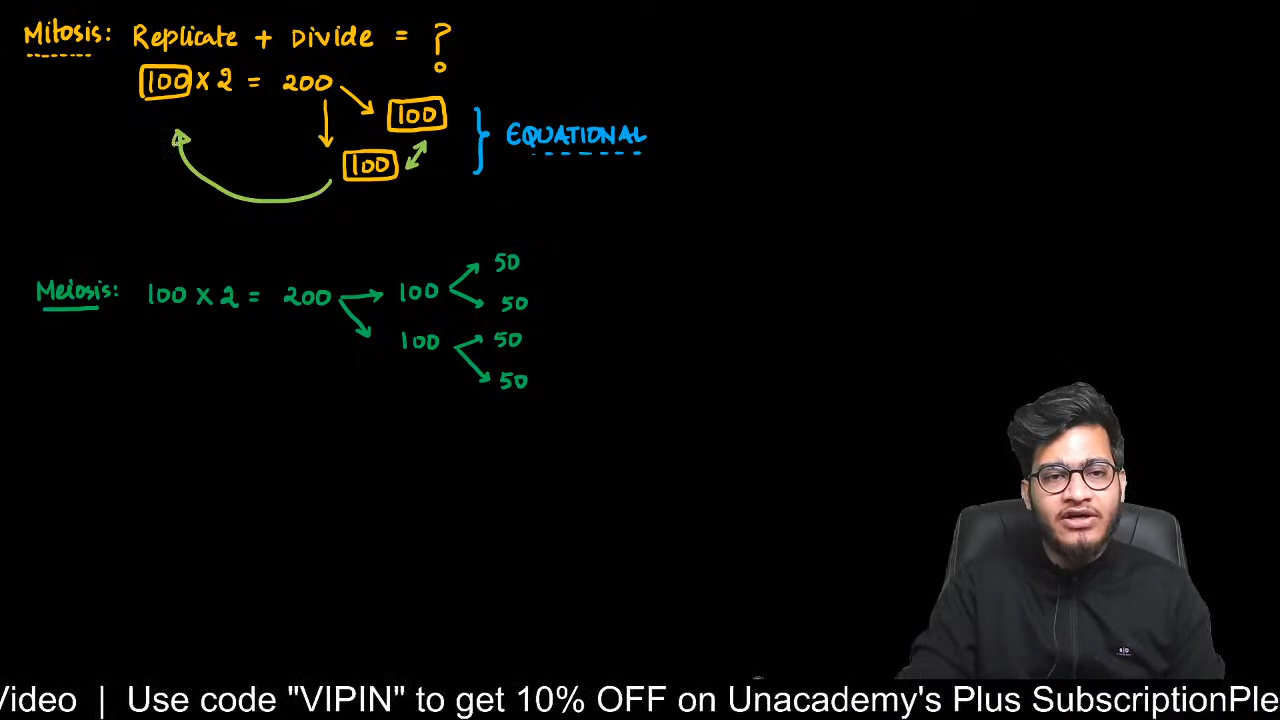 Mitosis: Replicate + Divide = ?
100 x 2 = 200
100
100
EQUATIONAL
Meiosis: 100 x 2 = 200
100
50
50
100
50
50
Video | Use code "VIPIN" to get 10% OFF on Unacademy's Plus SubscriptionPle